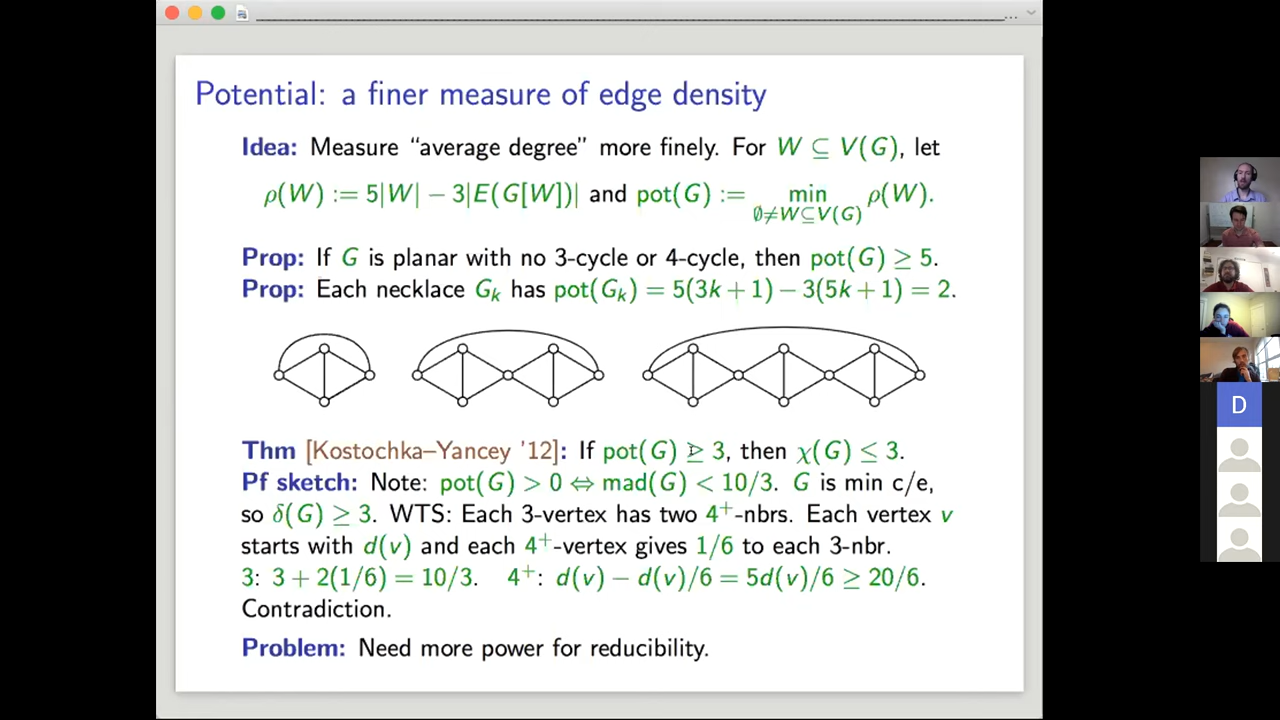 Potential: a finer measure of edge density
Idea: Measure “average degree” more finely. For W ⊆ V(G), let
ρ(W) := 5|W| − 3|E(G[W])| and pot(G) := min_{∅≠W⊆V(G)} ρ(W).
Prop: If G is planar with no 3-cycle or 4-cycle, then pot(G) ≥ 5.
Prop: Each necklace G_k has pot(G_k) = 5(3k + 1) − 3(5k + 1) = 2.
Thm [Kostochka–Yancey '12]: If pot(G) ≥ 3, then χ(G) ≤ 3.
Pf sketch: Note: pot(G) > 0 ⇔ mad(G) < 10/3. G is min c/e,
so δ(G) ≥ 3. WTS: Each 3-vertex has two 4⁺-nbrs. Each vertex v
starts with d(v) and each 4⁺-vertex gives 1/6 to each 3-nbr.
3: 3 + 2(1/6) = 10/3. 4⁺: d(v) − d(v)/6 = 5d(v)/6 ≥ 20/6.
Contradiction.
Problem: Need more power for reducibility.
D